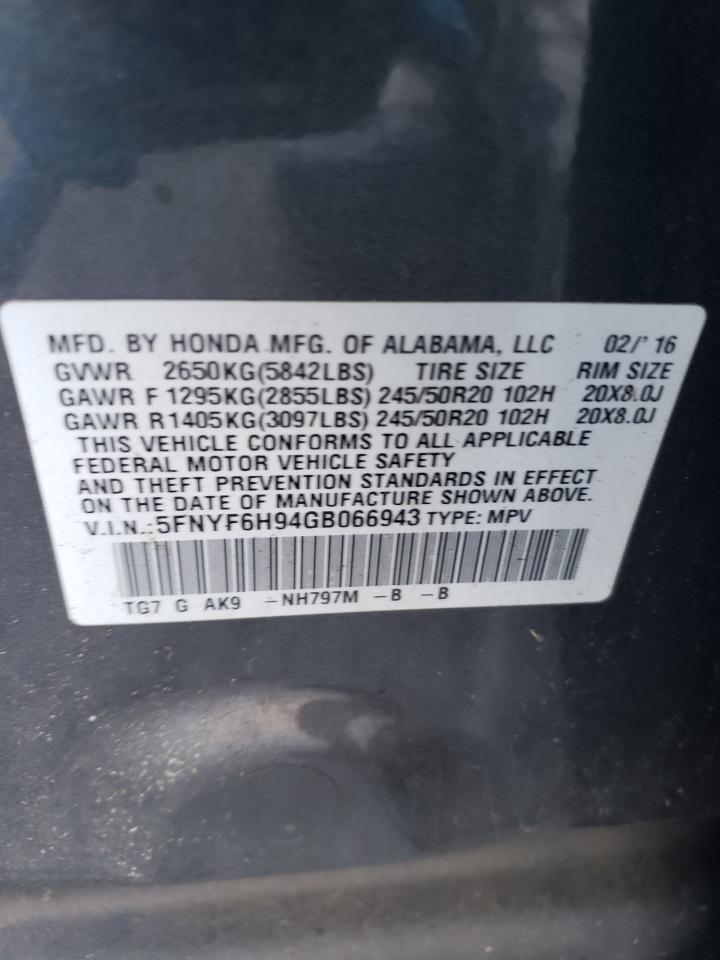 MFD. BY HONDA MFG. OF ALABAMA, LLC 02/'16
GVWR 2650KG(5842LBS) TIRE SIZE RIM SIZE
GAWR F 1295KG(2855LBS) 245/50R20 102H 20X8.0J
GAWR R1405KG(3097LBS) 245/50R20 102H 20X8.0J
THIS VEHICLE CONFORMS TO ALL APPLICABLE
FEDERAL MOTOR VEHICLE SAFETY
AND THEFT PREVENTION STANDARDS IN EFFECT
ON THE DATE OF MANUFACTURE SHOWN ABOVE.
V.I.N.:5FNYF6H94GB066943 TYPE: MPV
TG7 G AK9 -NH797M -B -B